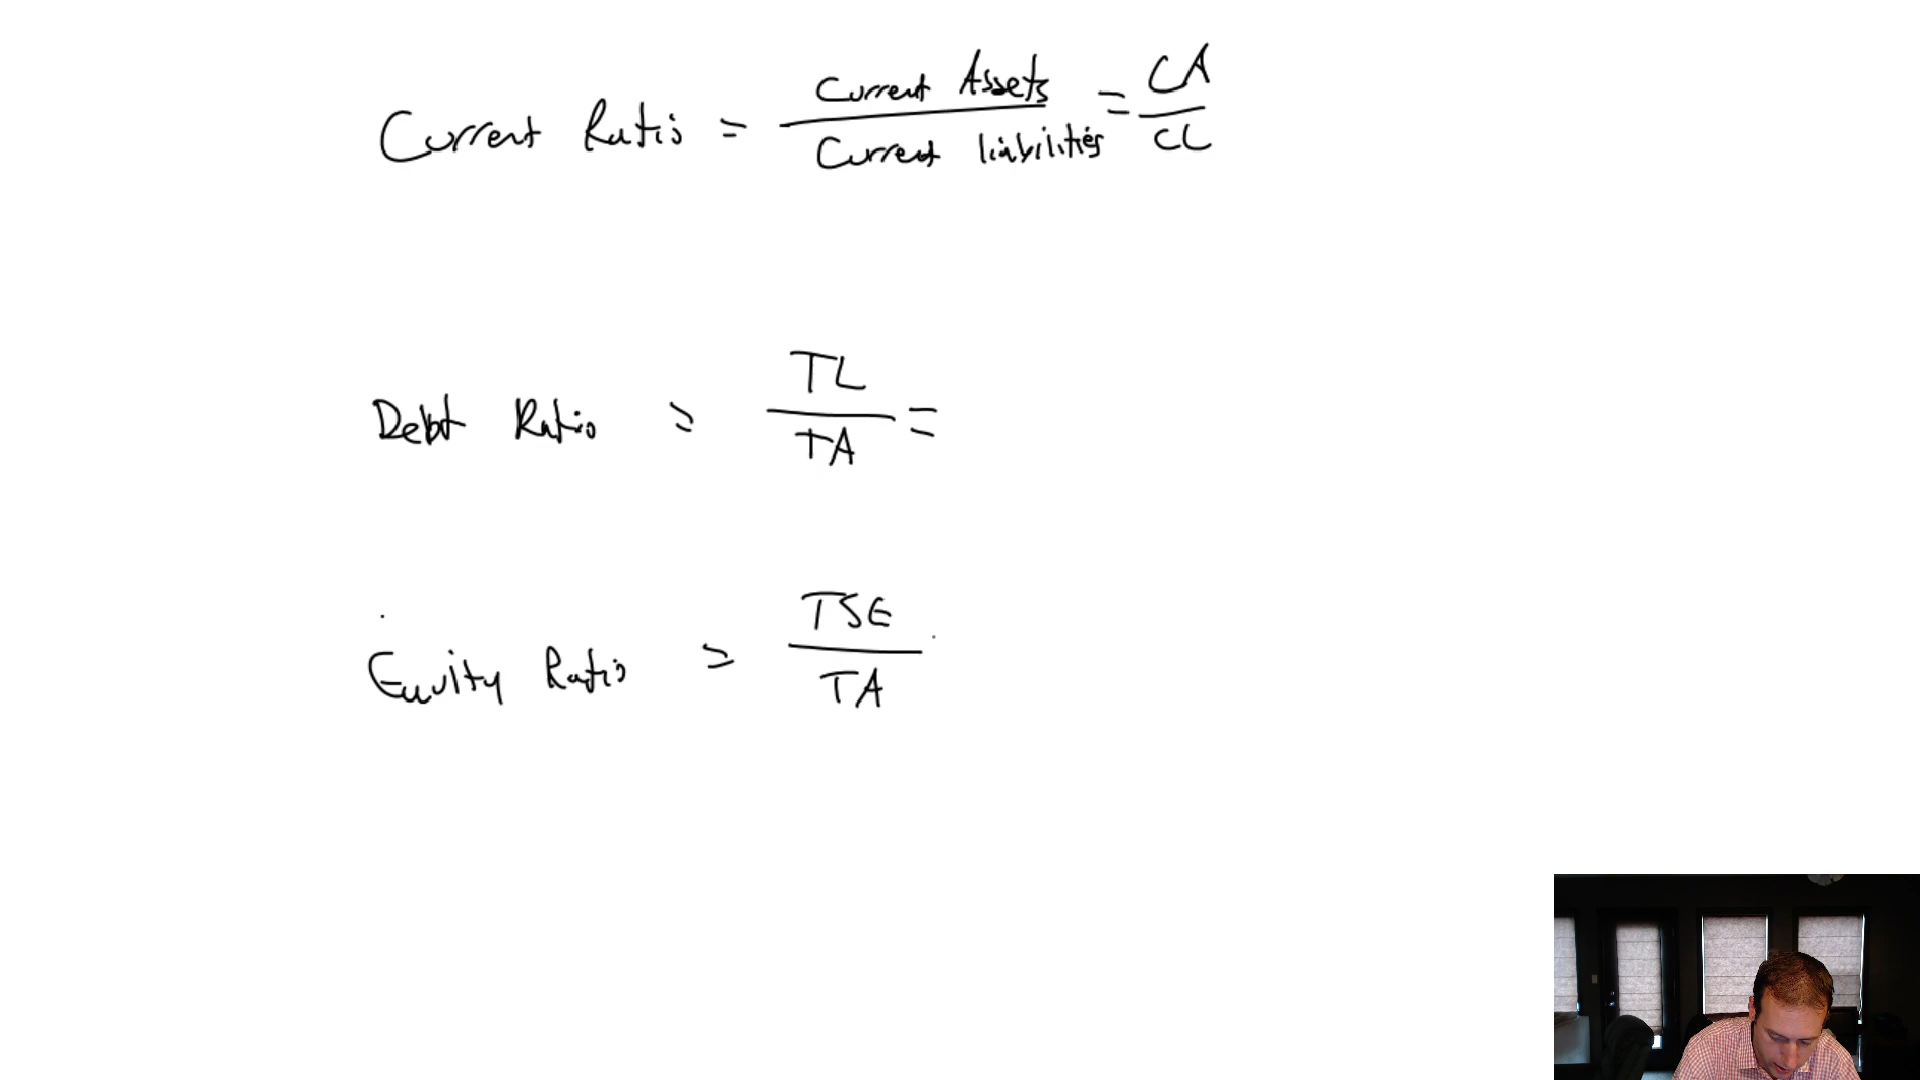 Current Ratio = Current Assets / Current liabilities = CA / CL
Debt Ratio = TL / TA =
Equity Ratio = TSE / TA